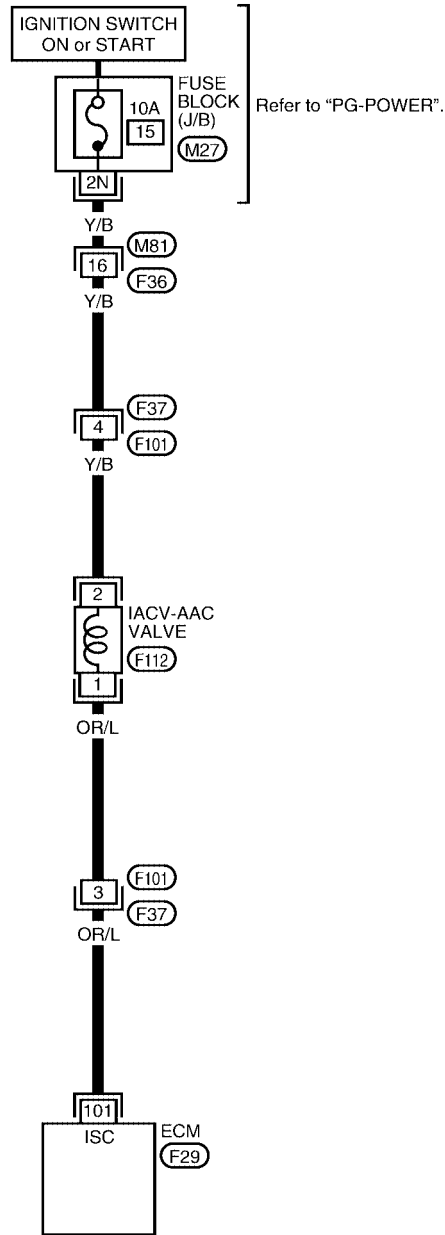 IGNITION SWITCH
ON or START
FUSE
BLOCK
(J/B)
10A
15
M27
Refer to "PG-POWER".
2N
Y/B
M81
16
F36
Y/B
F37
4
F101
Y/B
2
IACV-AAC
VALVE
F112
1
OR/L
F101
3
F37
OR/L
101
ISC
ECM
F29